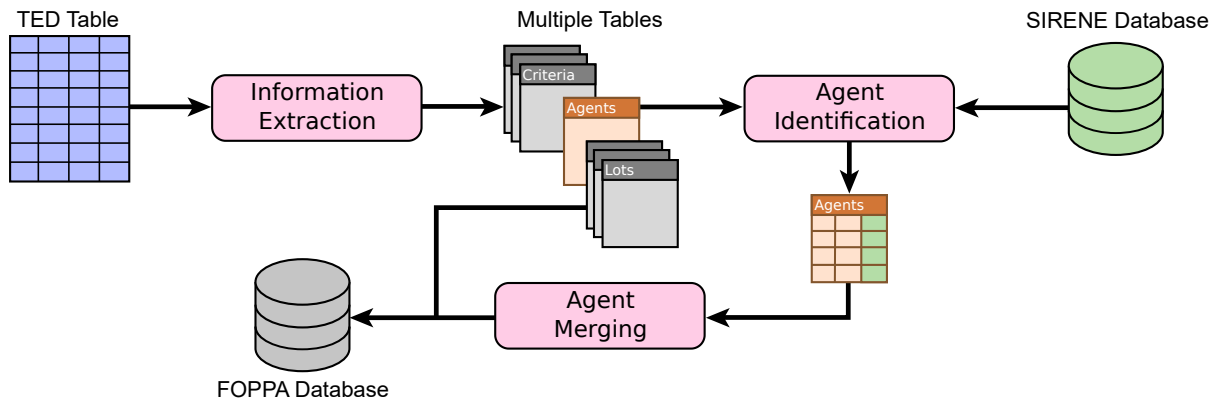 TED Table
Multiple Tables
SIRENE Database
Criteria
Information
Extraction
Agents
Agent
Identification
Lots
Agents
Agent
Merging
FOPPA Database